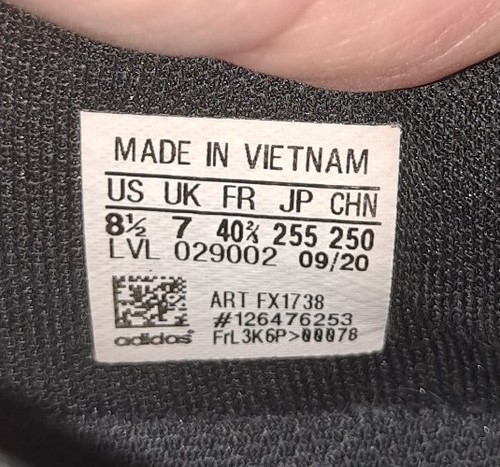 MADE IN VIETNAM
US UK FR JP CHN
8½ 7 40⅔ 255 250
LVL 029002 09/20
ART FX1738
#126476253
adidas FrL3K6P>00078